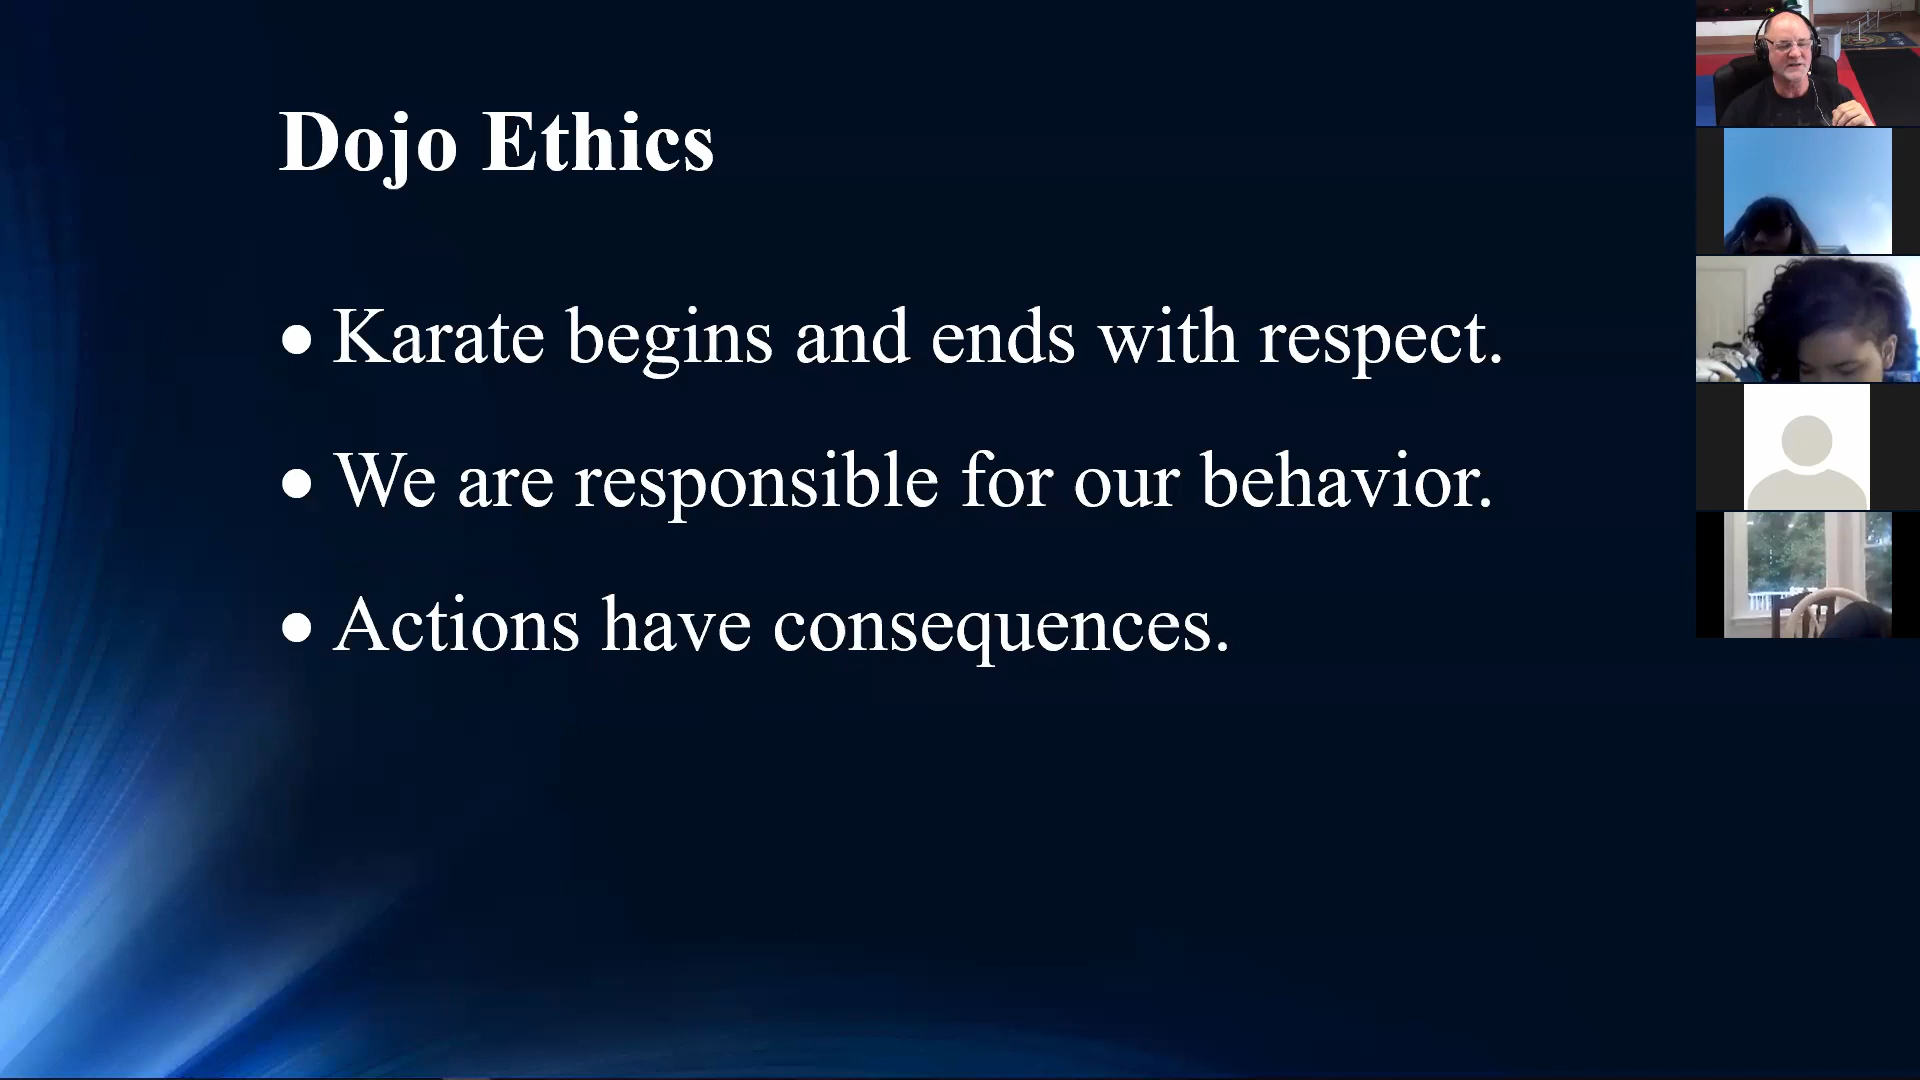 Dojo Ethics
● Karate begins and ends with respect.
● We are responsible for our behavior.
● Actions have consequences.